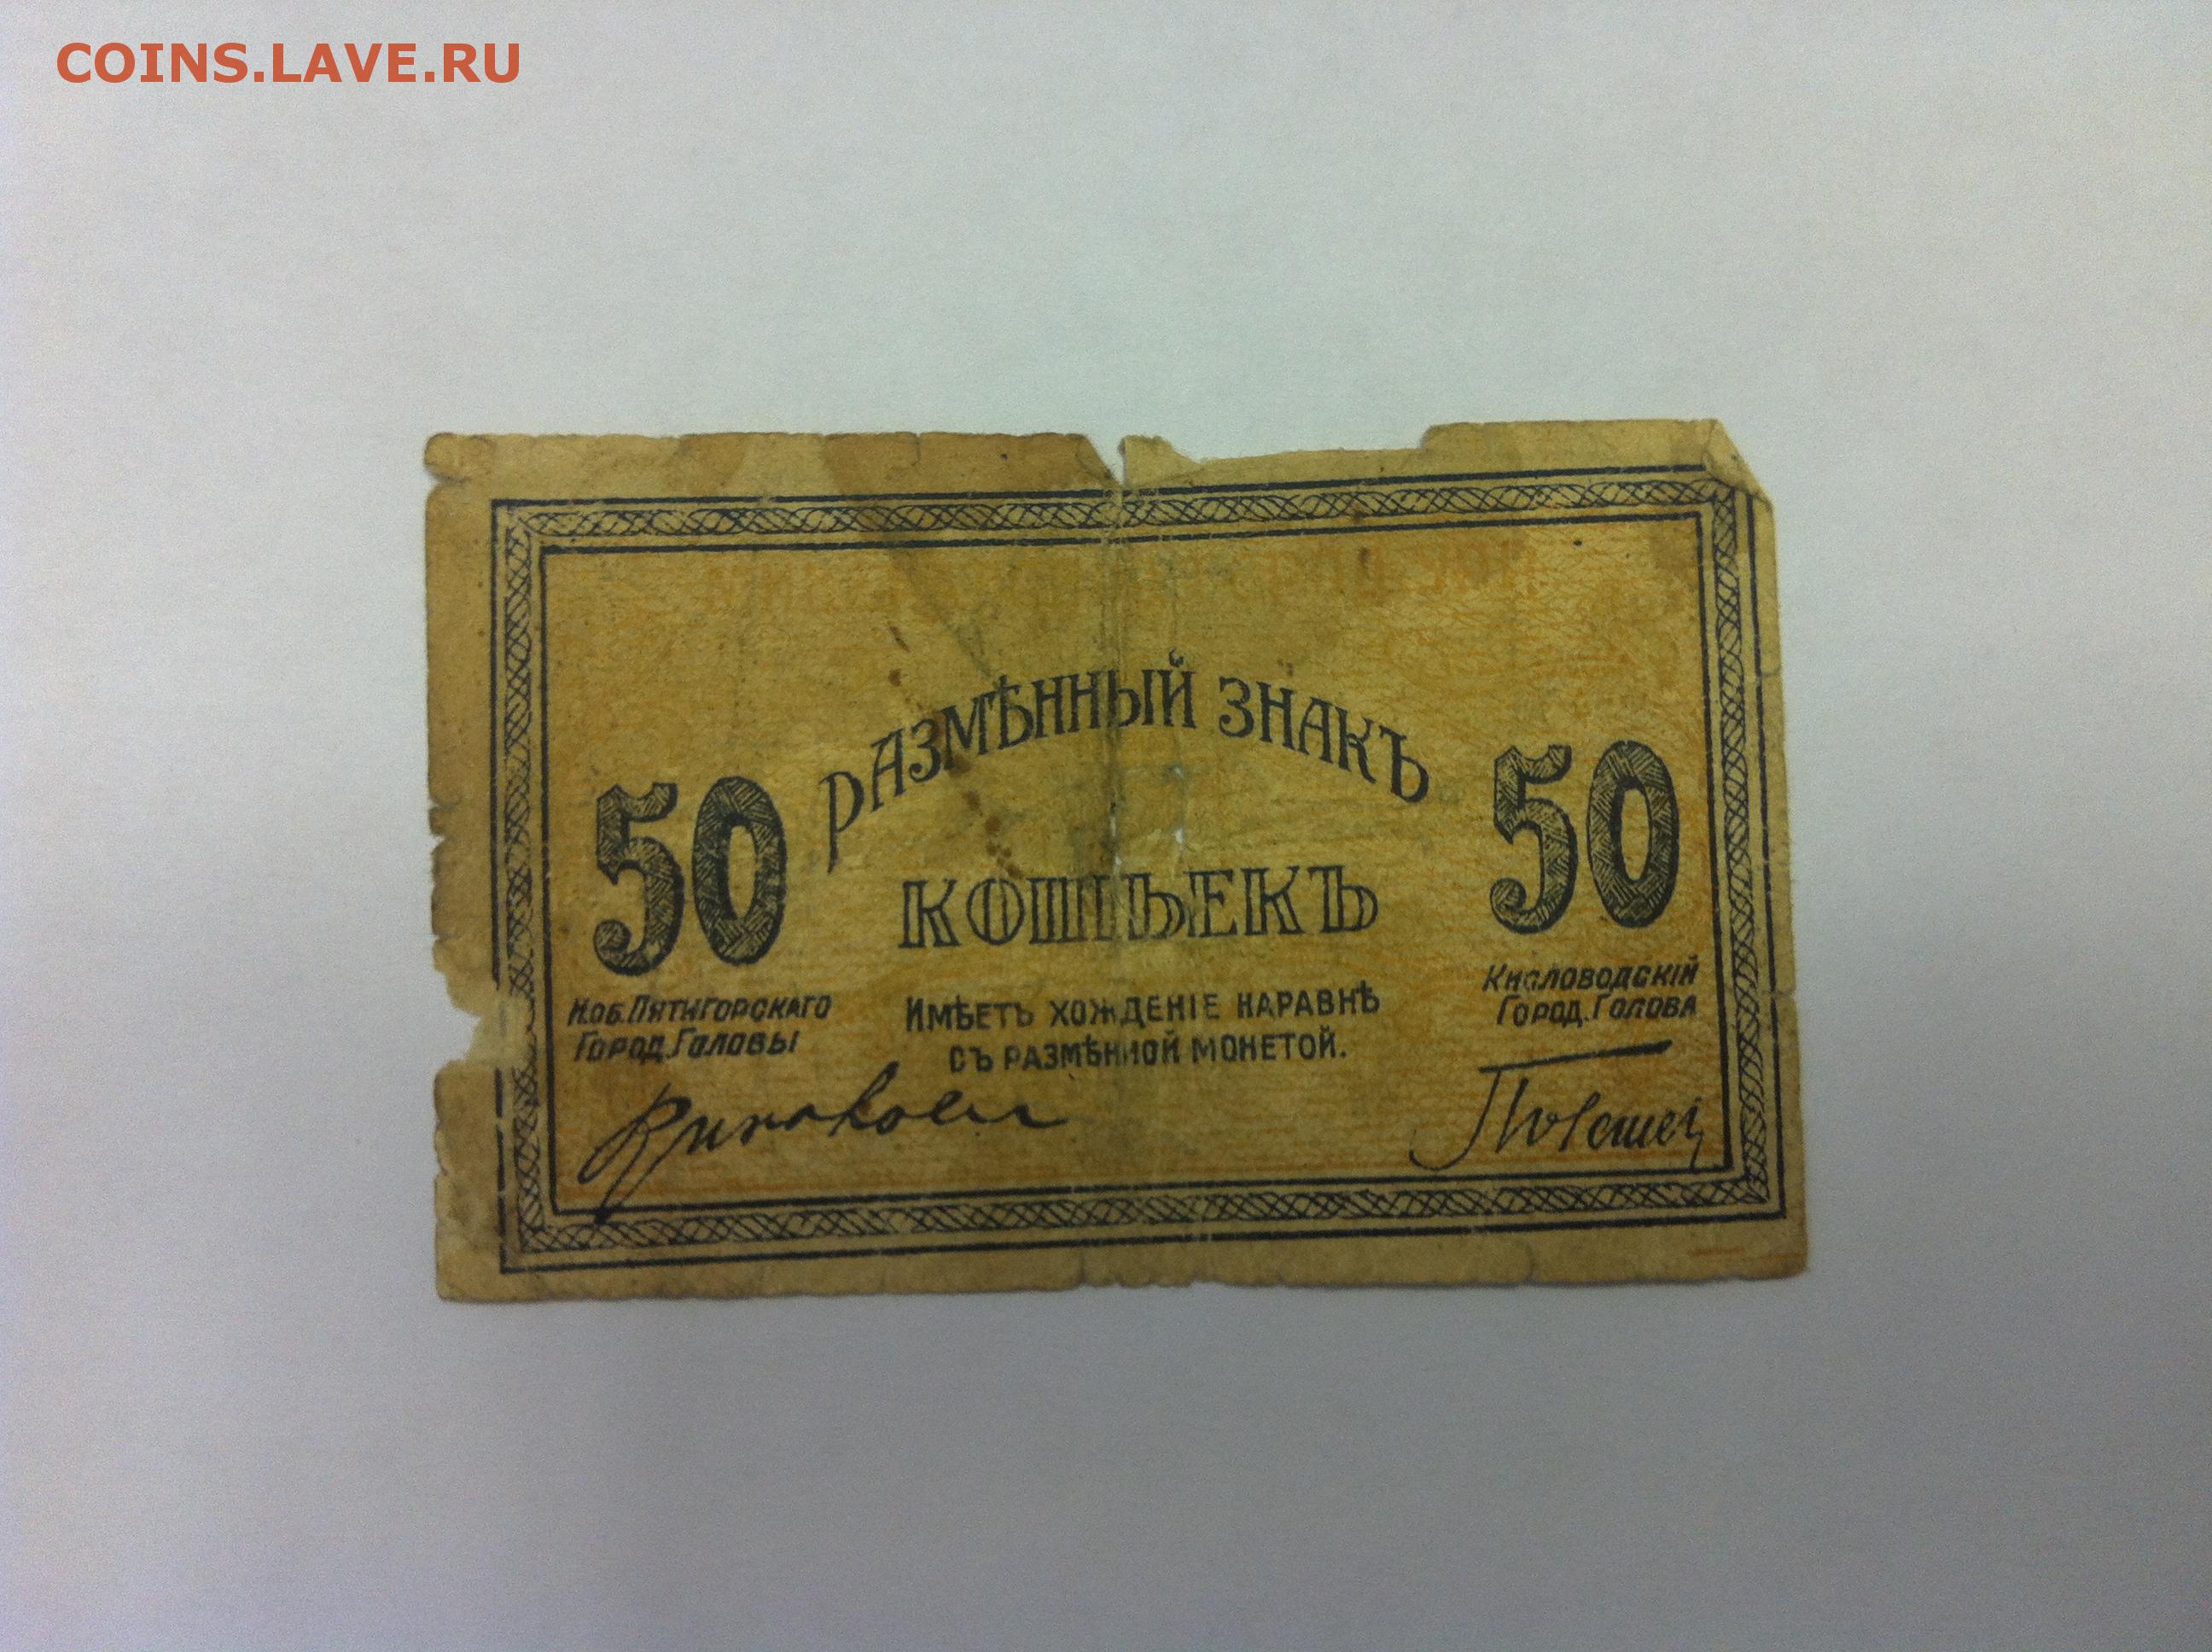 COINS.LAVE.RU
РАЗМѢННЫЙ ЗНАКЪ
50 КОПѢЕКЪ 50
И.ОБ.ПЯТИГОРСКАГО
ГОРОД.ГОЛОВЫ
ИМѢЕТЪ ХОЖДЕНІЕ НАРАВНѢ
СЪ РАЗМѢННОЙ МОНЕТОЙ.
КИСЛОВОДСКІЙ
ГОРОД.ГОЛОВА